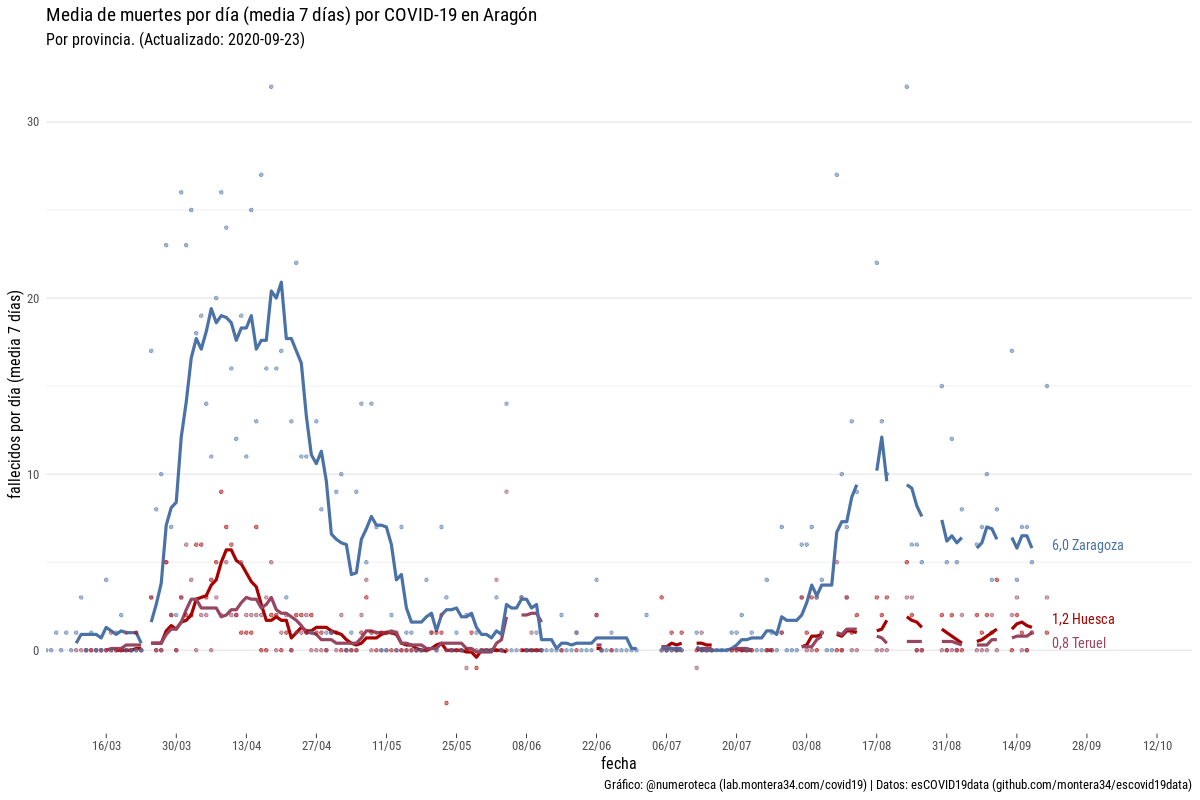 Media de muertes por día (media 7 días) por COVID-19 en Aragón
Por provincia. (Actualizado: 2020-09-23)
fallecidos por día (media 7 días)
30
20
10
0
6,0 Zaragoza
1,2 Huesca
0,8 Teruel
16/03 30/03 13/04 27/04 11/05 25/05 08/06 22/06 06/07 20/07 03/08 17/08 31/08 14/09 28/09 12/10
fecha
Gráfico: @numeroteca (lab.montera34.com/covid19) | Datos: esCOVID19data (github.com/montera34/escovid19data)